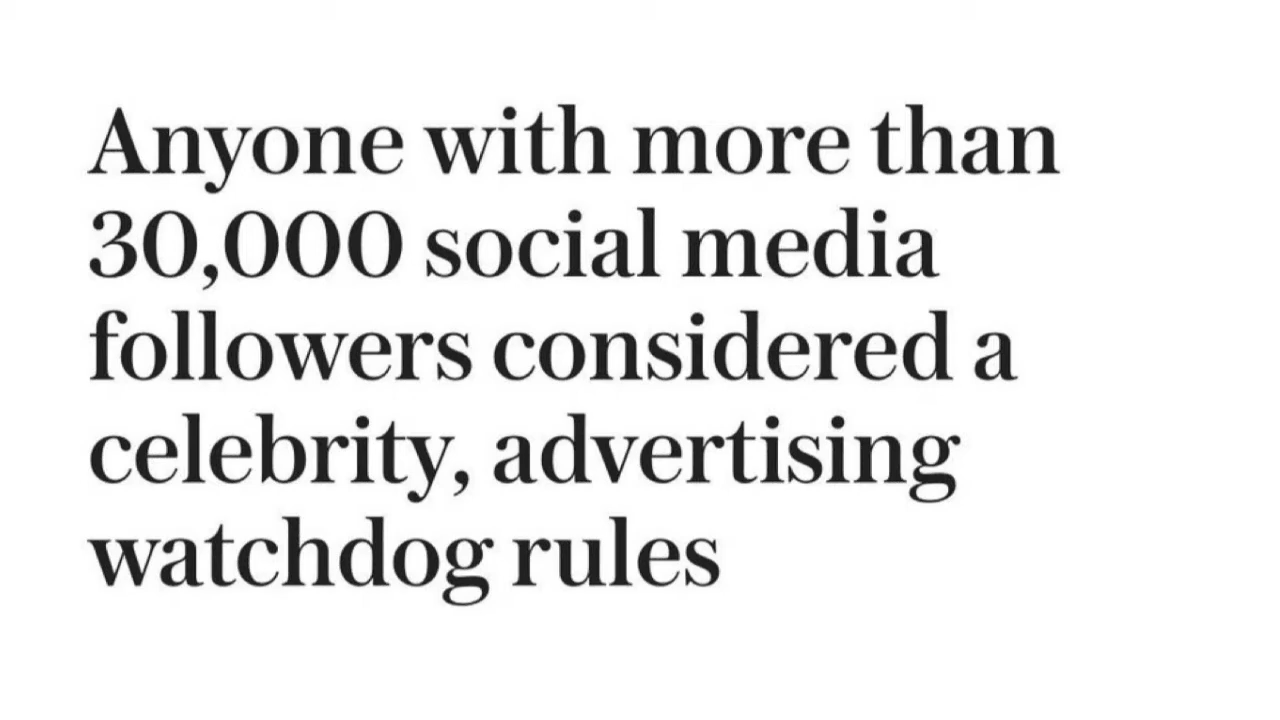 Anyone with more than
30,000 social media
followers considered a
celebrity, advertising
watchdog rules